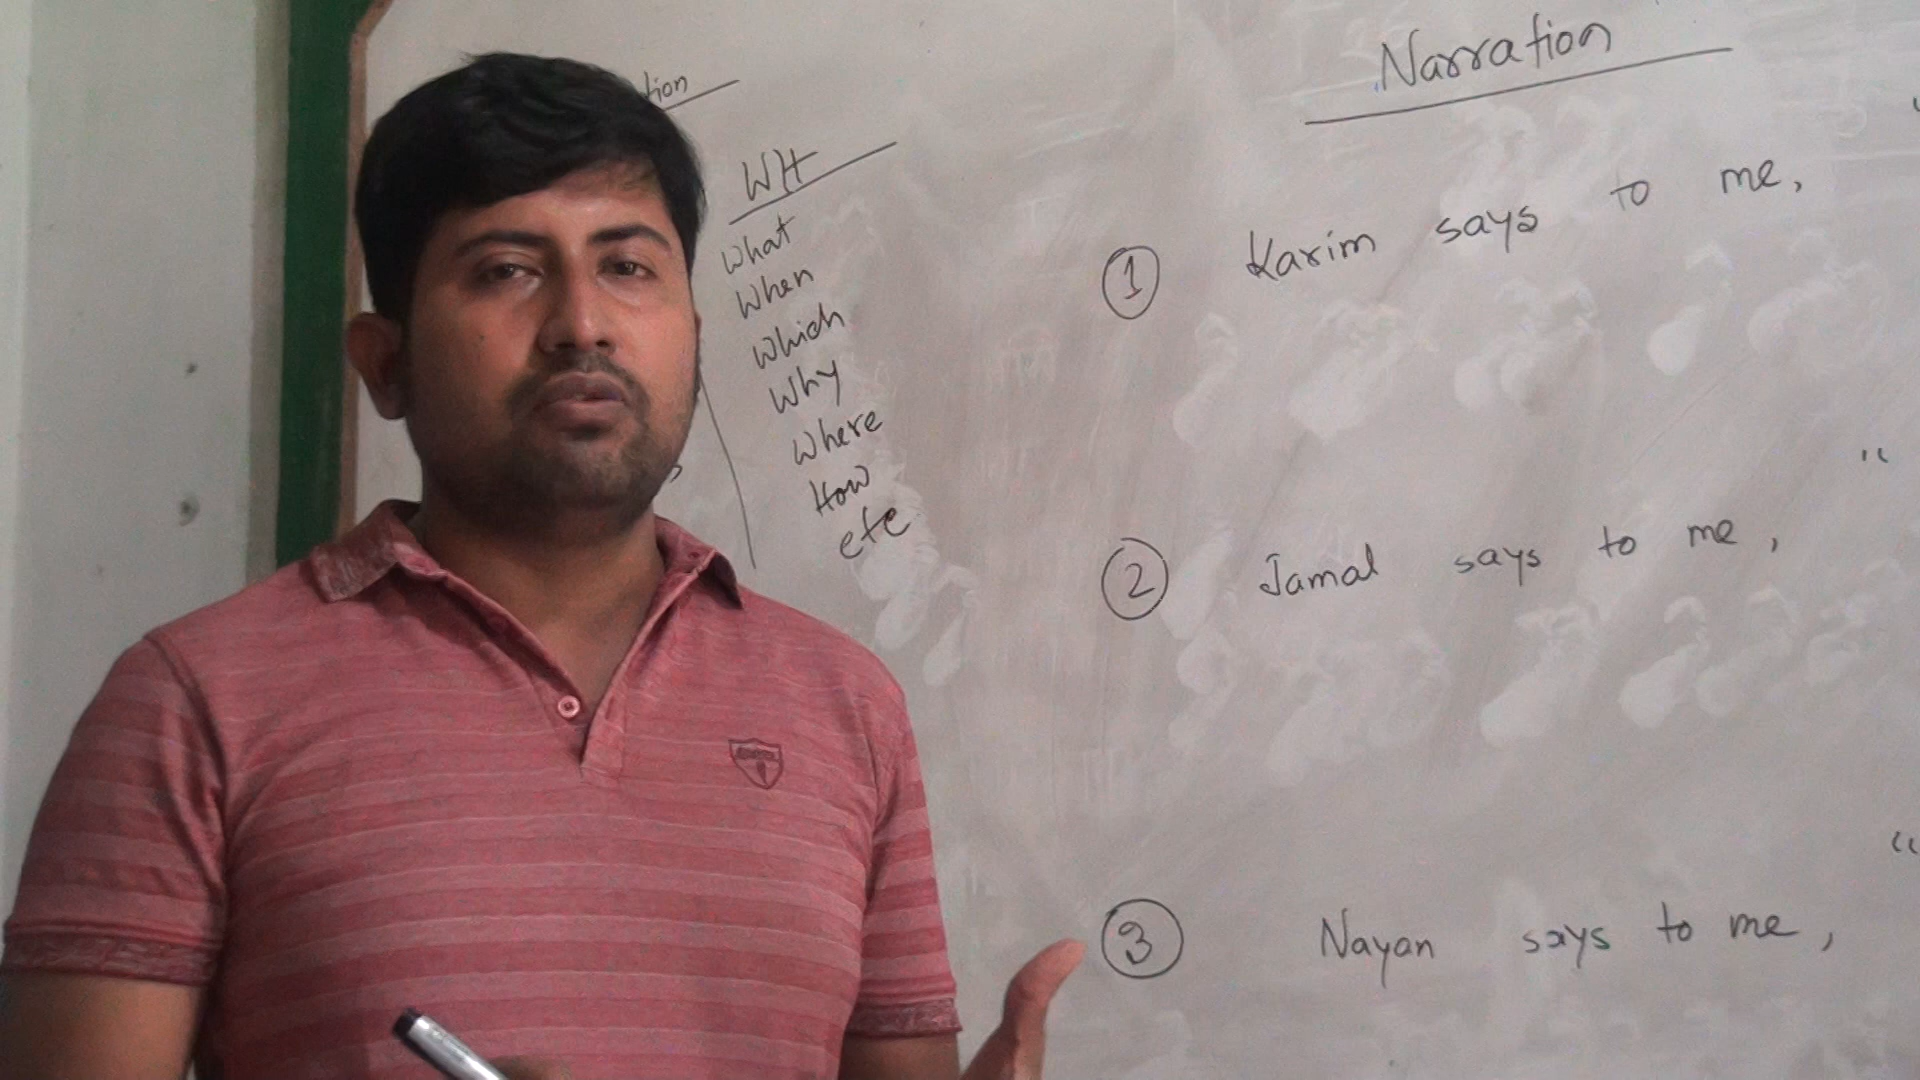 tion
WH
What
When
Which
Why
Where
How
etc
Narration
① Karim says to me,
② Jamal says to me, "
③ Nayan says to me, "